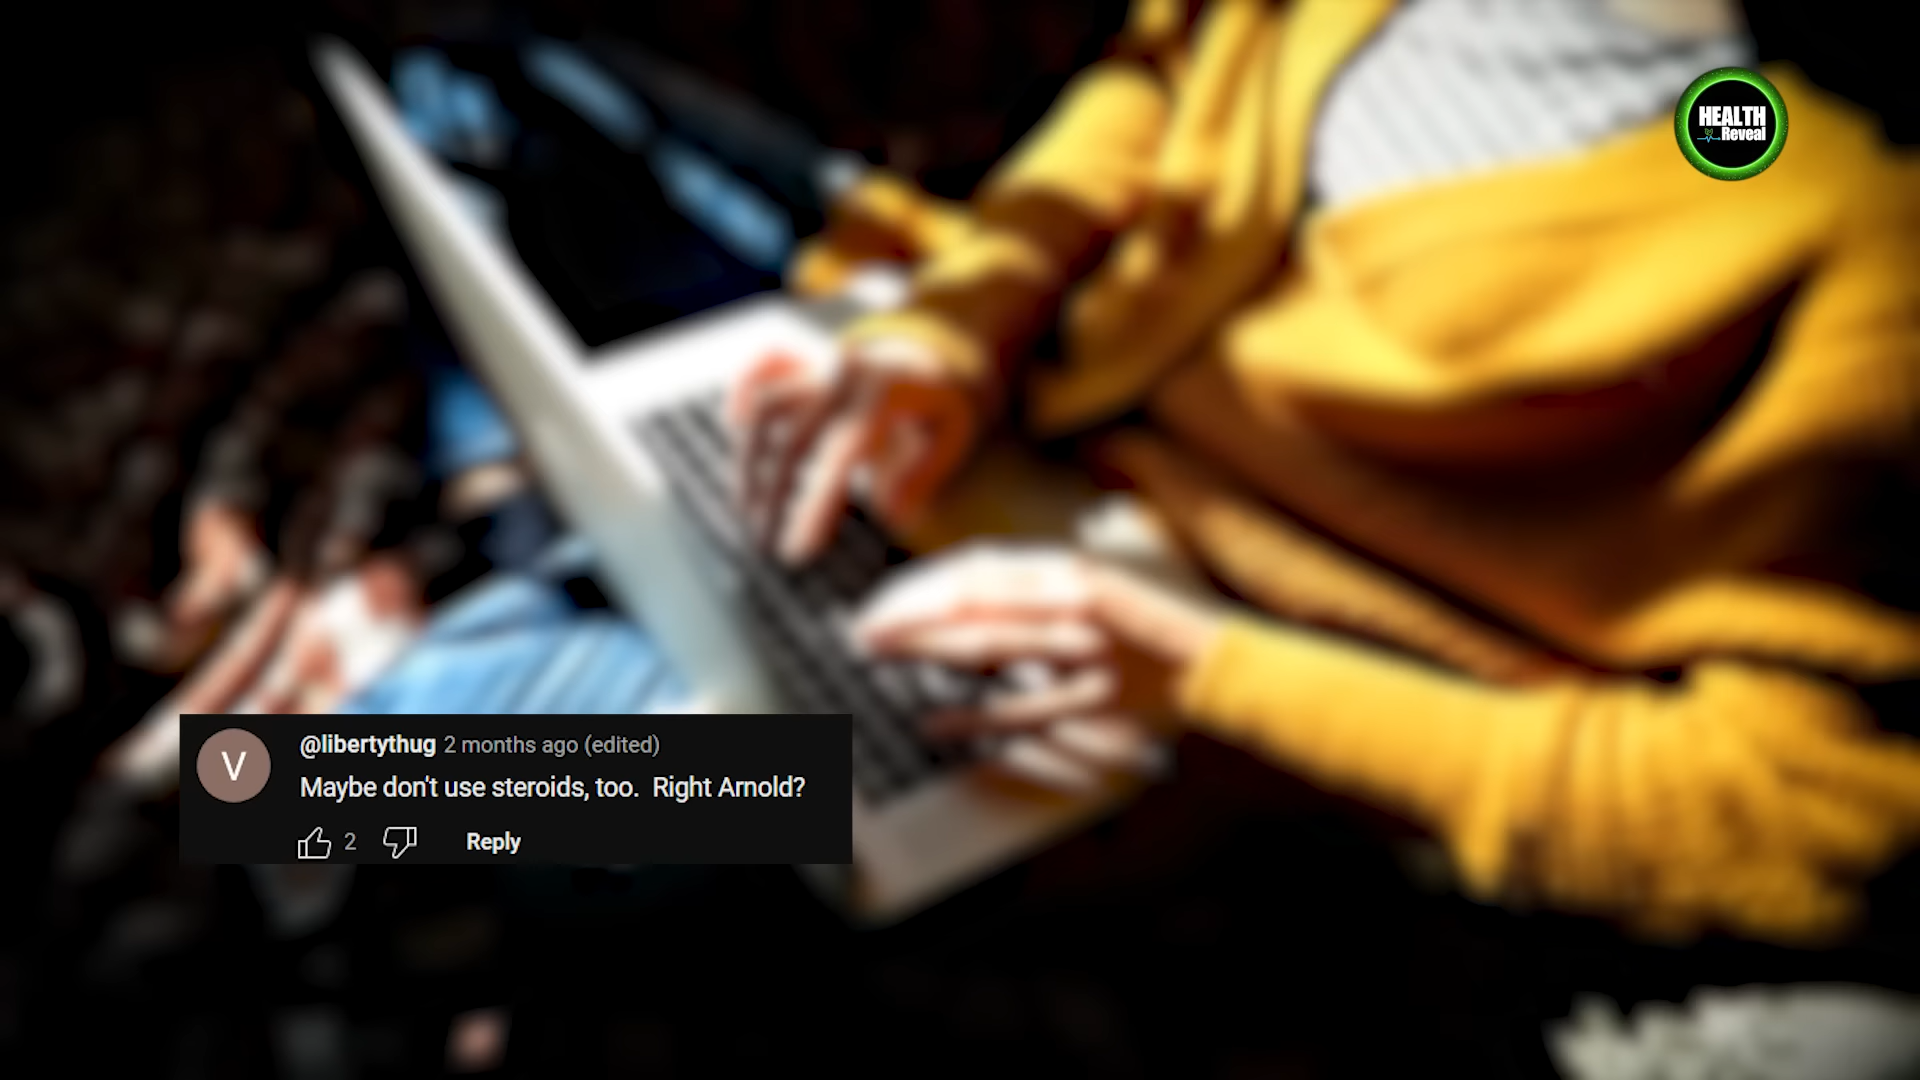 HEALTH
Reveal
V
@libertythug 2 months ago (edited)
Maybe don't use steroids, too.  Right Arnold?
2
Reply